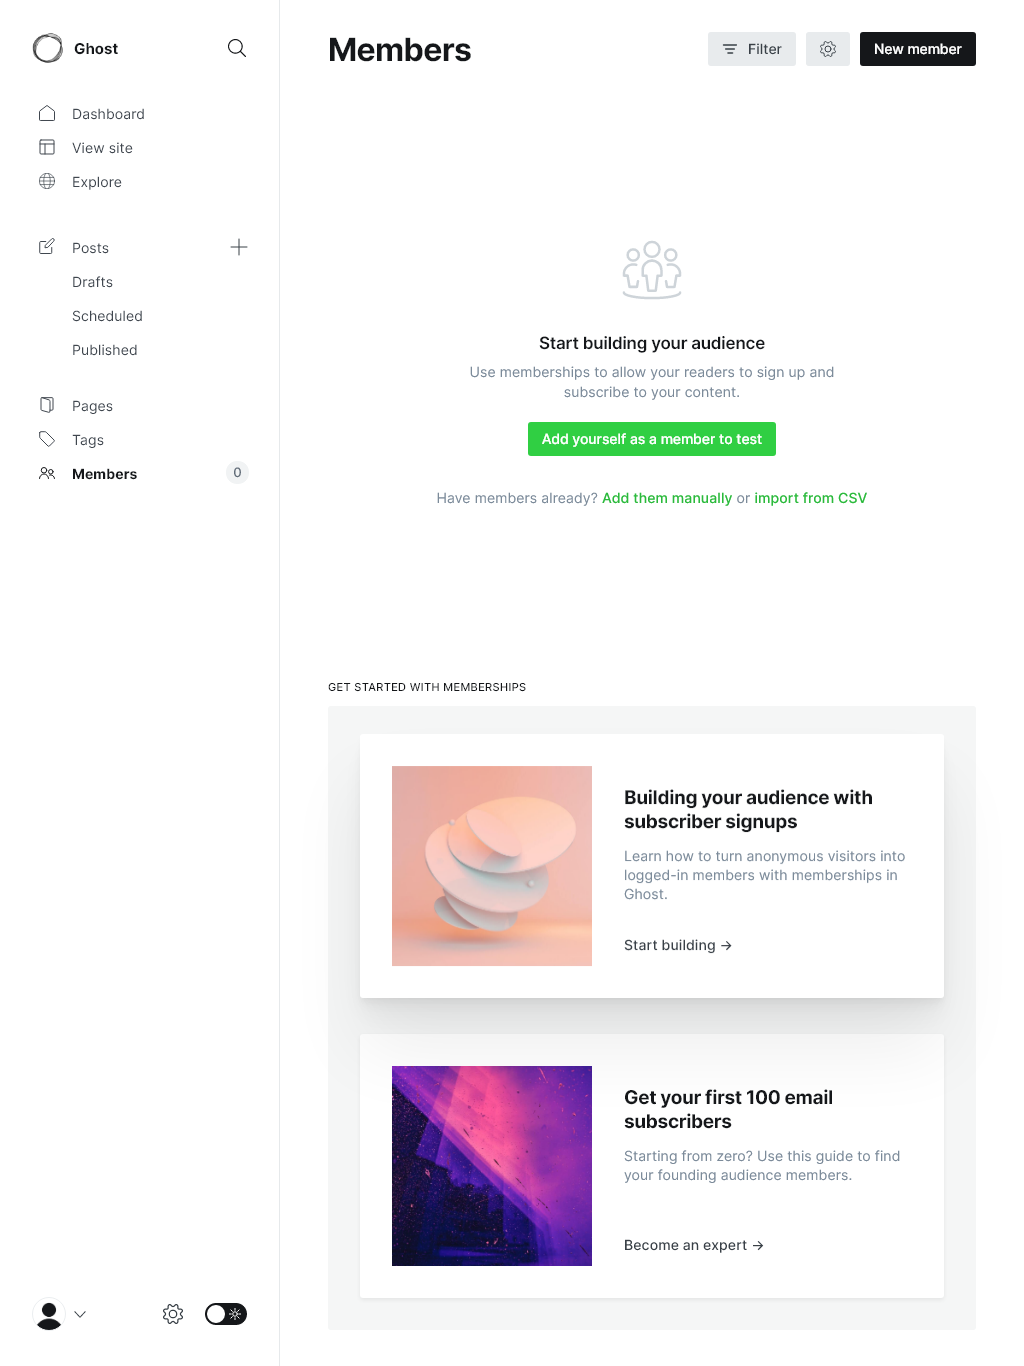 Ghost
Dashboard
View site
Explore
Posts
Drafts
Scheduled
Published
Pages
Tags
Members 0
Members
Filter
New member
Start building your audience
Use memberships to allow your readers to sign up and
subscribe to your content.
Add yourself as a member to test
Have members already? Add them manually or import from CSV
GET STARTED WITH MEMBERSHIPS
Building your audience with
subscriber signups
Learn how to turn anonymous visitors into
logged-in members with memberships in
Ghost.
Start building →
Get your first 100 email
subscribers
Starting from zero? Use this guide to find
your founding audience members.
Become an expert →